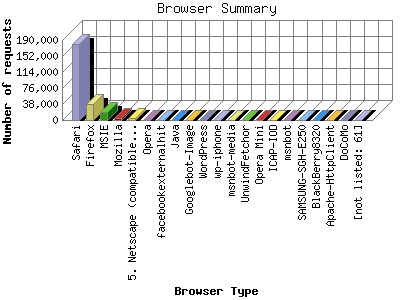 Browser Summary
Number of requests
190,000
152,000
114,000
76,000
38,000
0
Safari
Firefox
MSIE
Mozilla
5. Netscape (compatible...
Opera
facebookexternalhit
Java
Googlebot-Image
WordPress
wp-iphone
msnbot-media
UnwindFetchor
Opera Mini
ICAP-IOD
msnbot
SAMSUNG-SGH-E250
BlackBerry8320
Apache-HttpClient
DoCoMo
[not listed: 61]
Browser Type